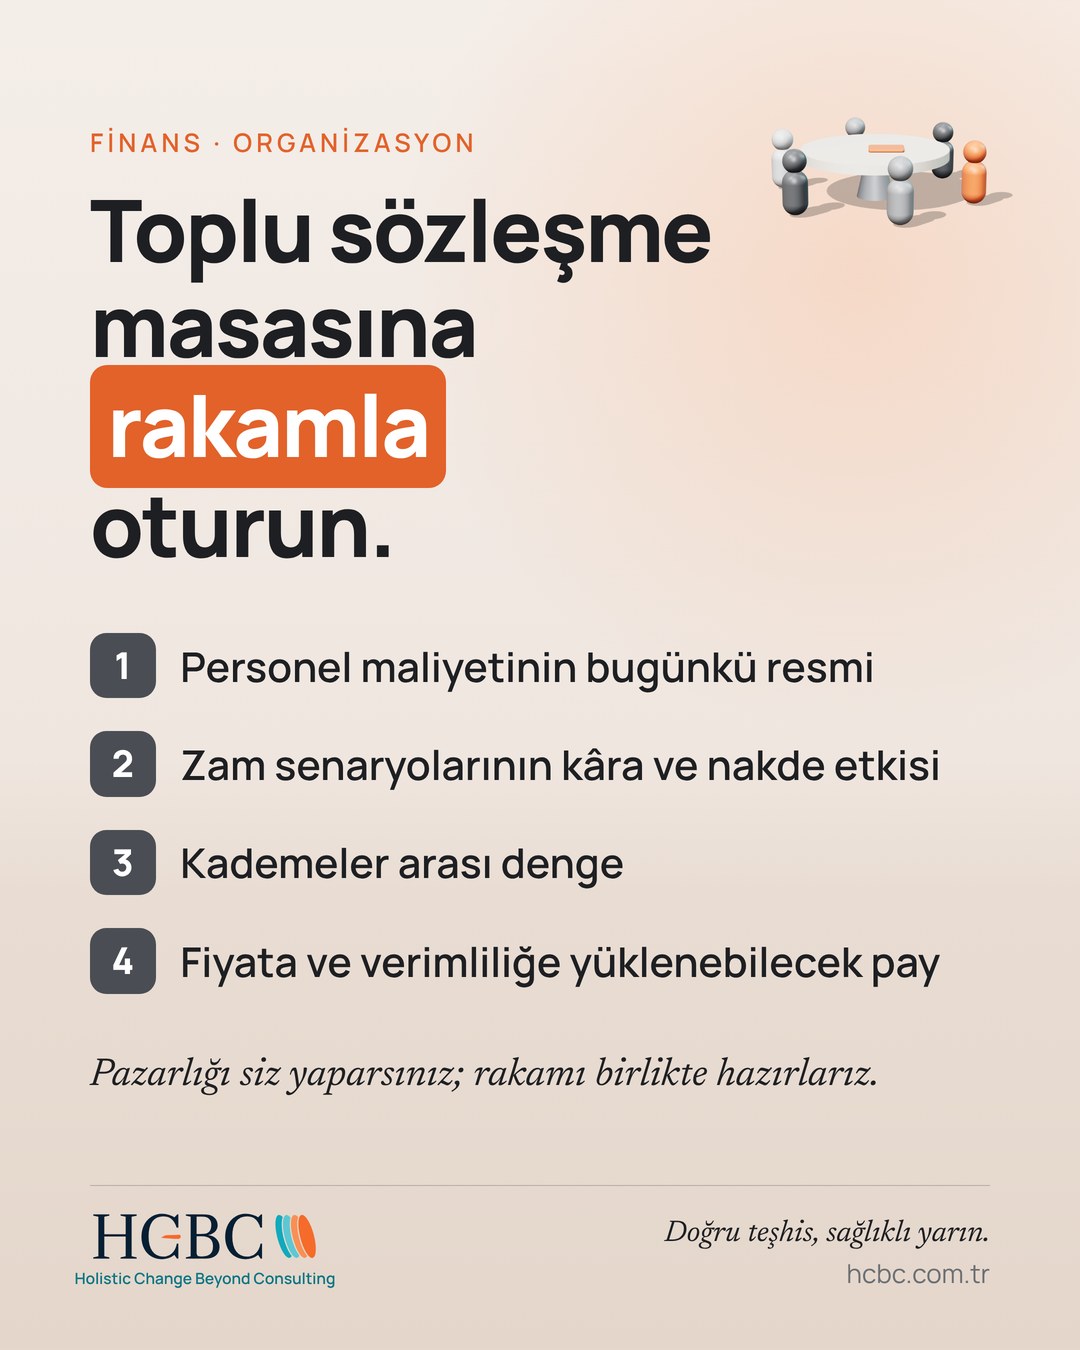 FİNANS · ORGANİZASYON
Toplu sözleşme
masasına
rakamla
oturun.
1 Personel maliyetinin bugünkü resmi
2 Zam senaryolarının kâra ve nakde etkisi
3 Kademeler arası denge
4 Fiyata ve verimliliğe yüklenebilecek pay
Pazarlığı siz yaparsınız; rakamı birlikte hazırlarız.
HCBC
Holistic Change Beyond Consulting
Doğru teşhis, sağlıklı yarın.
hcbc.com.tr